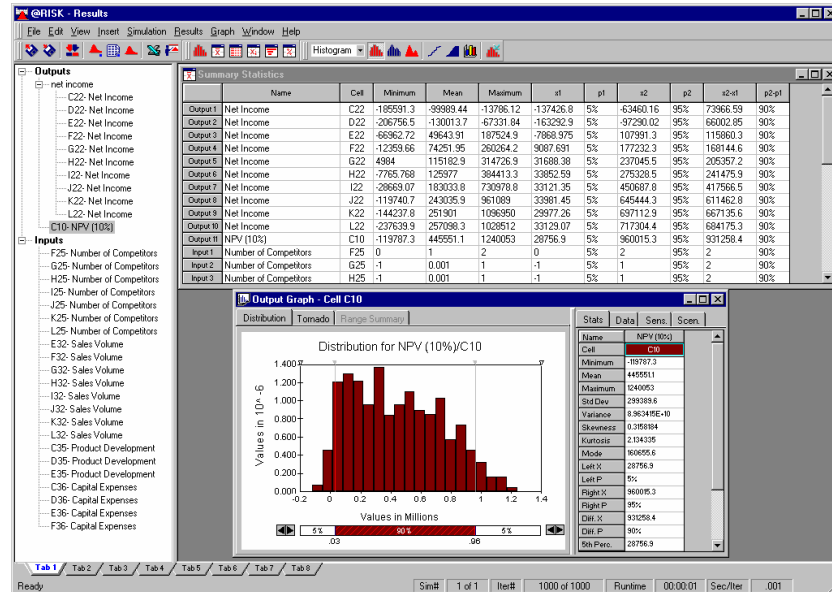 @RISK - Results
File Edit View Insert Simulation Results Graph Window Help
Histogram
Outputs
net income
C22- Net Income
D22- Net Income
E22- Net Income
F22- Net Income
G22- Net Income
H22- Net Income
I22- Net Income
J22- Net Income
K22- Net Income
L22- Net Income
C10- NPV (10%)
Inputs
F25- Number of Competitors
G25- Number of Competitors
H25- Number of Competitors
I25- Number of Competitors
J25- Number of Competitors
K25- Number of Competitors
L25- Number of Competitors
E32- Sales Volume
F32- Sales Volume
G32- Sales Volume
H32- Sales Volume
I32- Sales Volume
J32- Sales Volume
K32- Sales Volume
L32- Sales Volume
C35- Product Development
D35- Product Development
E35- Product Development
C36- Capital Expenses
D36- Capital Expenses
E36- Capital Expenses
F36- Capital Expenses
Summary Statistics
Name Cell Minimum Mean Maximum x1 p1 x2 p2 x2-x1 p2-p1
Output 1 Net Income C22 -185591.3 -99989.44 -13786.12 -137426.8 5% -63460.16 95% 73966.59 90%
Output 2 Net Income D22 -206756.5 -130013.7 -67331.84 -163292.9 5% -97290.02 95% 66002.85 90%
Output 3 Net Income E22 -66962.72 49643.91 187524.9 -7868.975 5% 107991.3 95% 115860.3 90%
Output 4 Net Income F22 -12359.66 74251.95 260264.2 9087.691 5% 177232.3 95% 168144.6 90%
Output 5 Net Income G22 4984 115182.9 314726.9 31688.38 5% 237045.5 95% 205357.2 90%
Output 6 Net Income H22 -7765.768 125977 384413.3 33852.59 5% 275328.5 95% 241475.9 90%
Output 7 Net Income I22 -28669.07 183033.8 730978.8 33121.35 5% 450687.8 95% 417566.5 90%
Output 8 Net Income J22 -119740.7 243035.9 961089 33981.45 5% 645444.3 95% 611462.8 90%
Output 9 Net Income K22 -144237.8 251901 1096950 29977.26 5% 697112.9 95% 667135.6 90%
Output 10 Net Income L22 -237639.9 257098.3 1028512 33129.07 5% 717304.4 95% 684175.3 90%
Output 11 NPV (10%) C10 -119787.3 445551.1 1240053 28756.9 5% 960015.3 95% 931258.4 90%
Input 1 Number of Competitors F25 0 1 2 0 5% 2 95% 2 90%
Input 2 Number of Competitors G25 -1 0.001 1 -1 5% 1 95% 2 90%
Input 3 Number of Competitors H25 -1 0.001 1 -1 5% 1 95% 2 90%
Output Graph - Cell C10
Distribution Tornado Range Summary
Distribution for NPV (10%)/C10
Values in 10^ -6
1.400
1.200
1.000
0.800
0.600
0.400
0.200
0.000
-0.2 0 0.2 0.4 0.6 0.8 1 1.2 1.4
Values in Millions
5% 90% 5%
.03 .96
Stats Data Sens. Scen.
Name NPV (10%)
Cell C10
Minimum -119787.3
Mean 445551.1
Maximum 1240053
Std Dev 299389.6
Variance 8.963415E+10
Skewness 0.3158184
Kurtosis 2.134335
Mode 160655.6
Left X 28756.9
Left P 5%
Right X 960015.3
Right P 95%
Diff. X 931258.4
Diff. P 90%
5th Perc. 28756.9
Tab 1 Tab 2 Tab 3 Tab 4 Tab 5 Tab 6 Tab 7 Tab 8
Ready Sim# 1 of 1 Iter# 1000 of 1000 Runtime 00:00:01 Sec/Iter .001